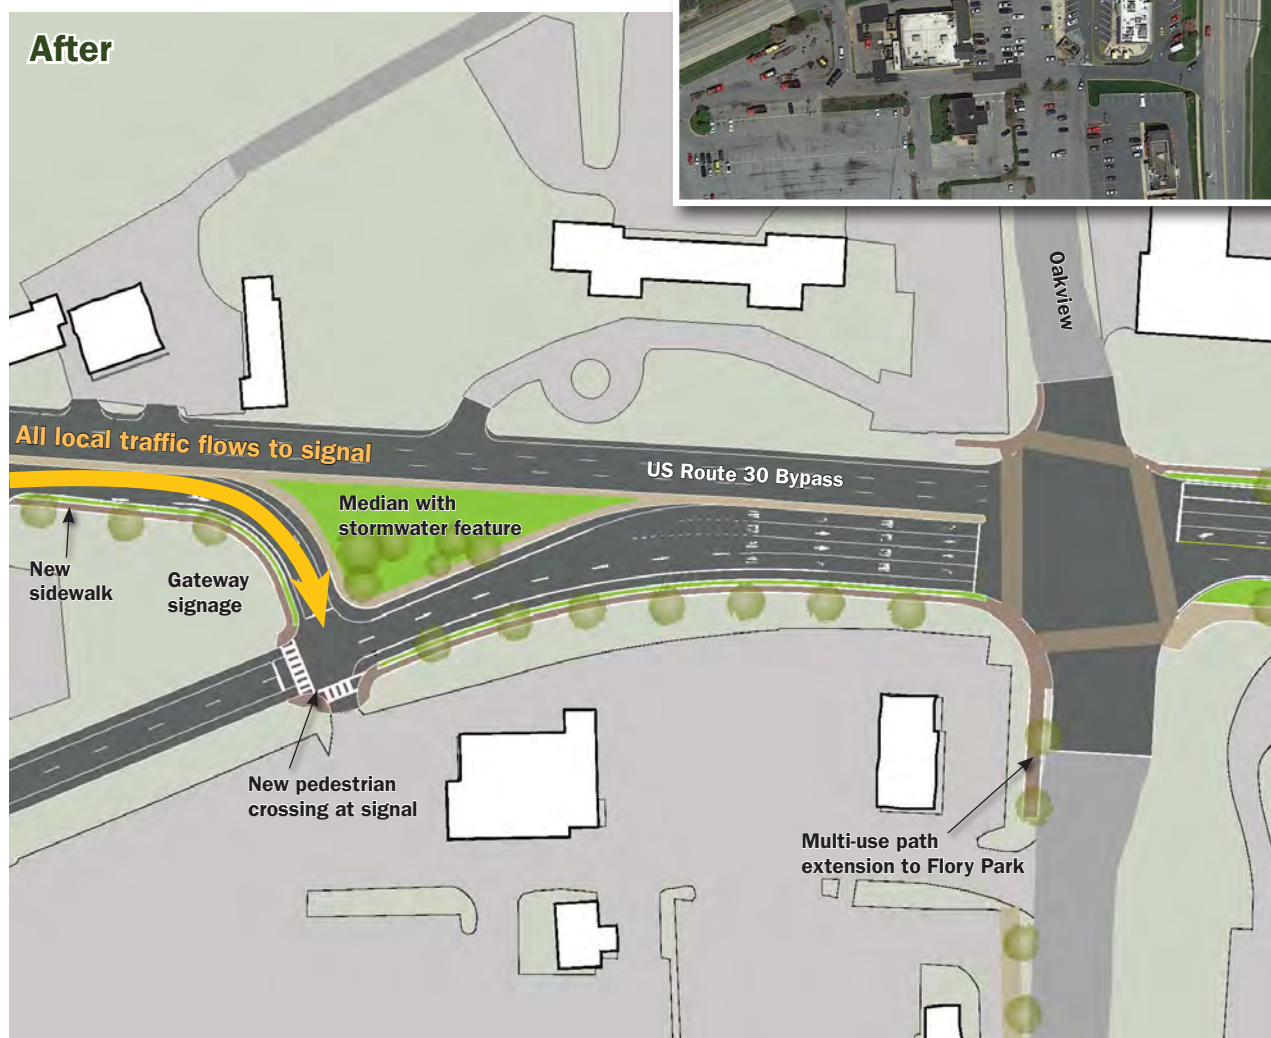 After
Oakview
All local traffic flows to signal
US Route 30 Bypass
Median with
stormwater feature
New
sidewalk
Gateway
signage
New pedestrian
crossing at signal
Multi-use path
extension to Flory Park